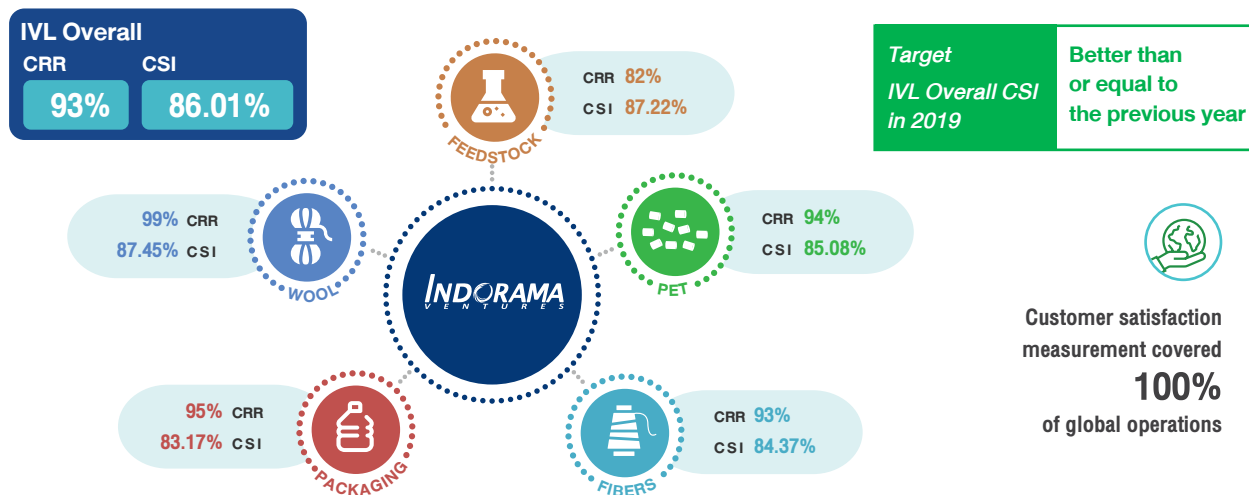 IVL Overall
CRR CSI
93% 86.01%
FEEDSTOCK
CRR 82%
CSI 87.22%
Target
IVL Overall CSI
in 2019
Better than
or equal to
the previous year
99% CRR
87.45% CSI
WOOL
INDORAMA
VENTURES
CRR 94%
CSI 85.08%
PET
Customer satisfaction
measurement covered
100%
of global operations
95% CRR
83.17% CSI
PACKAGING
CRR 93%
CSI 84.37%
FIBERS